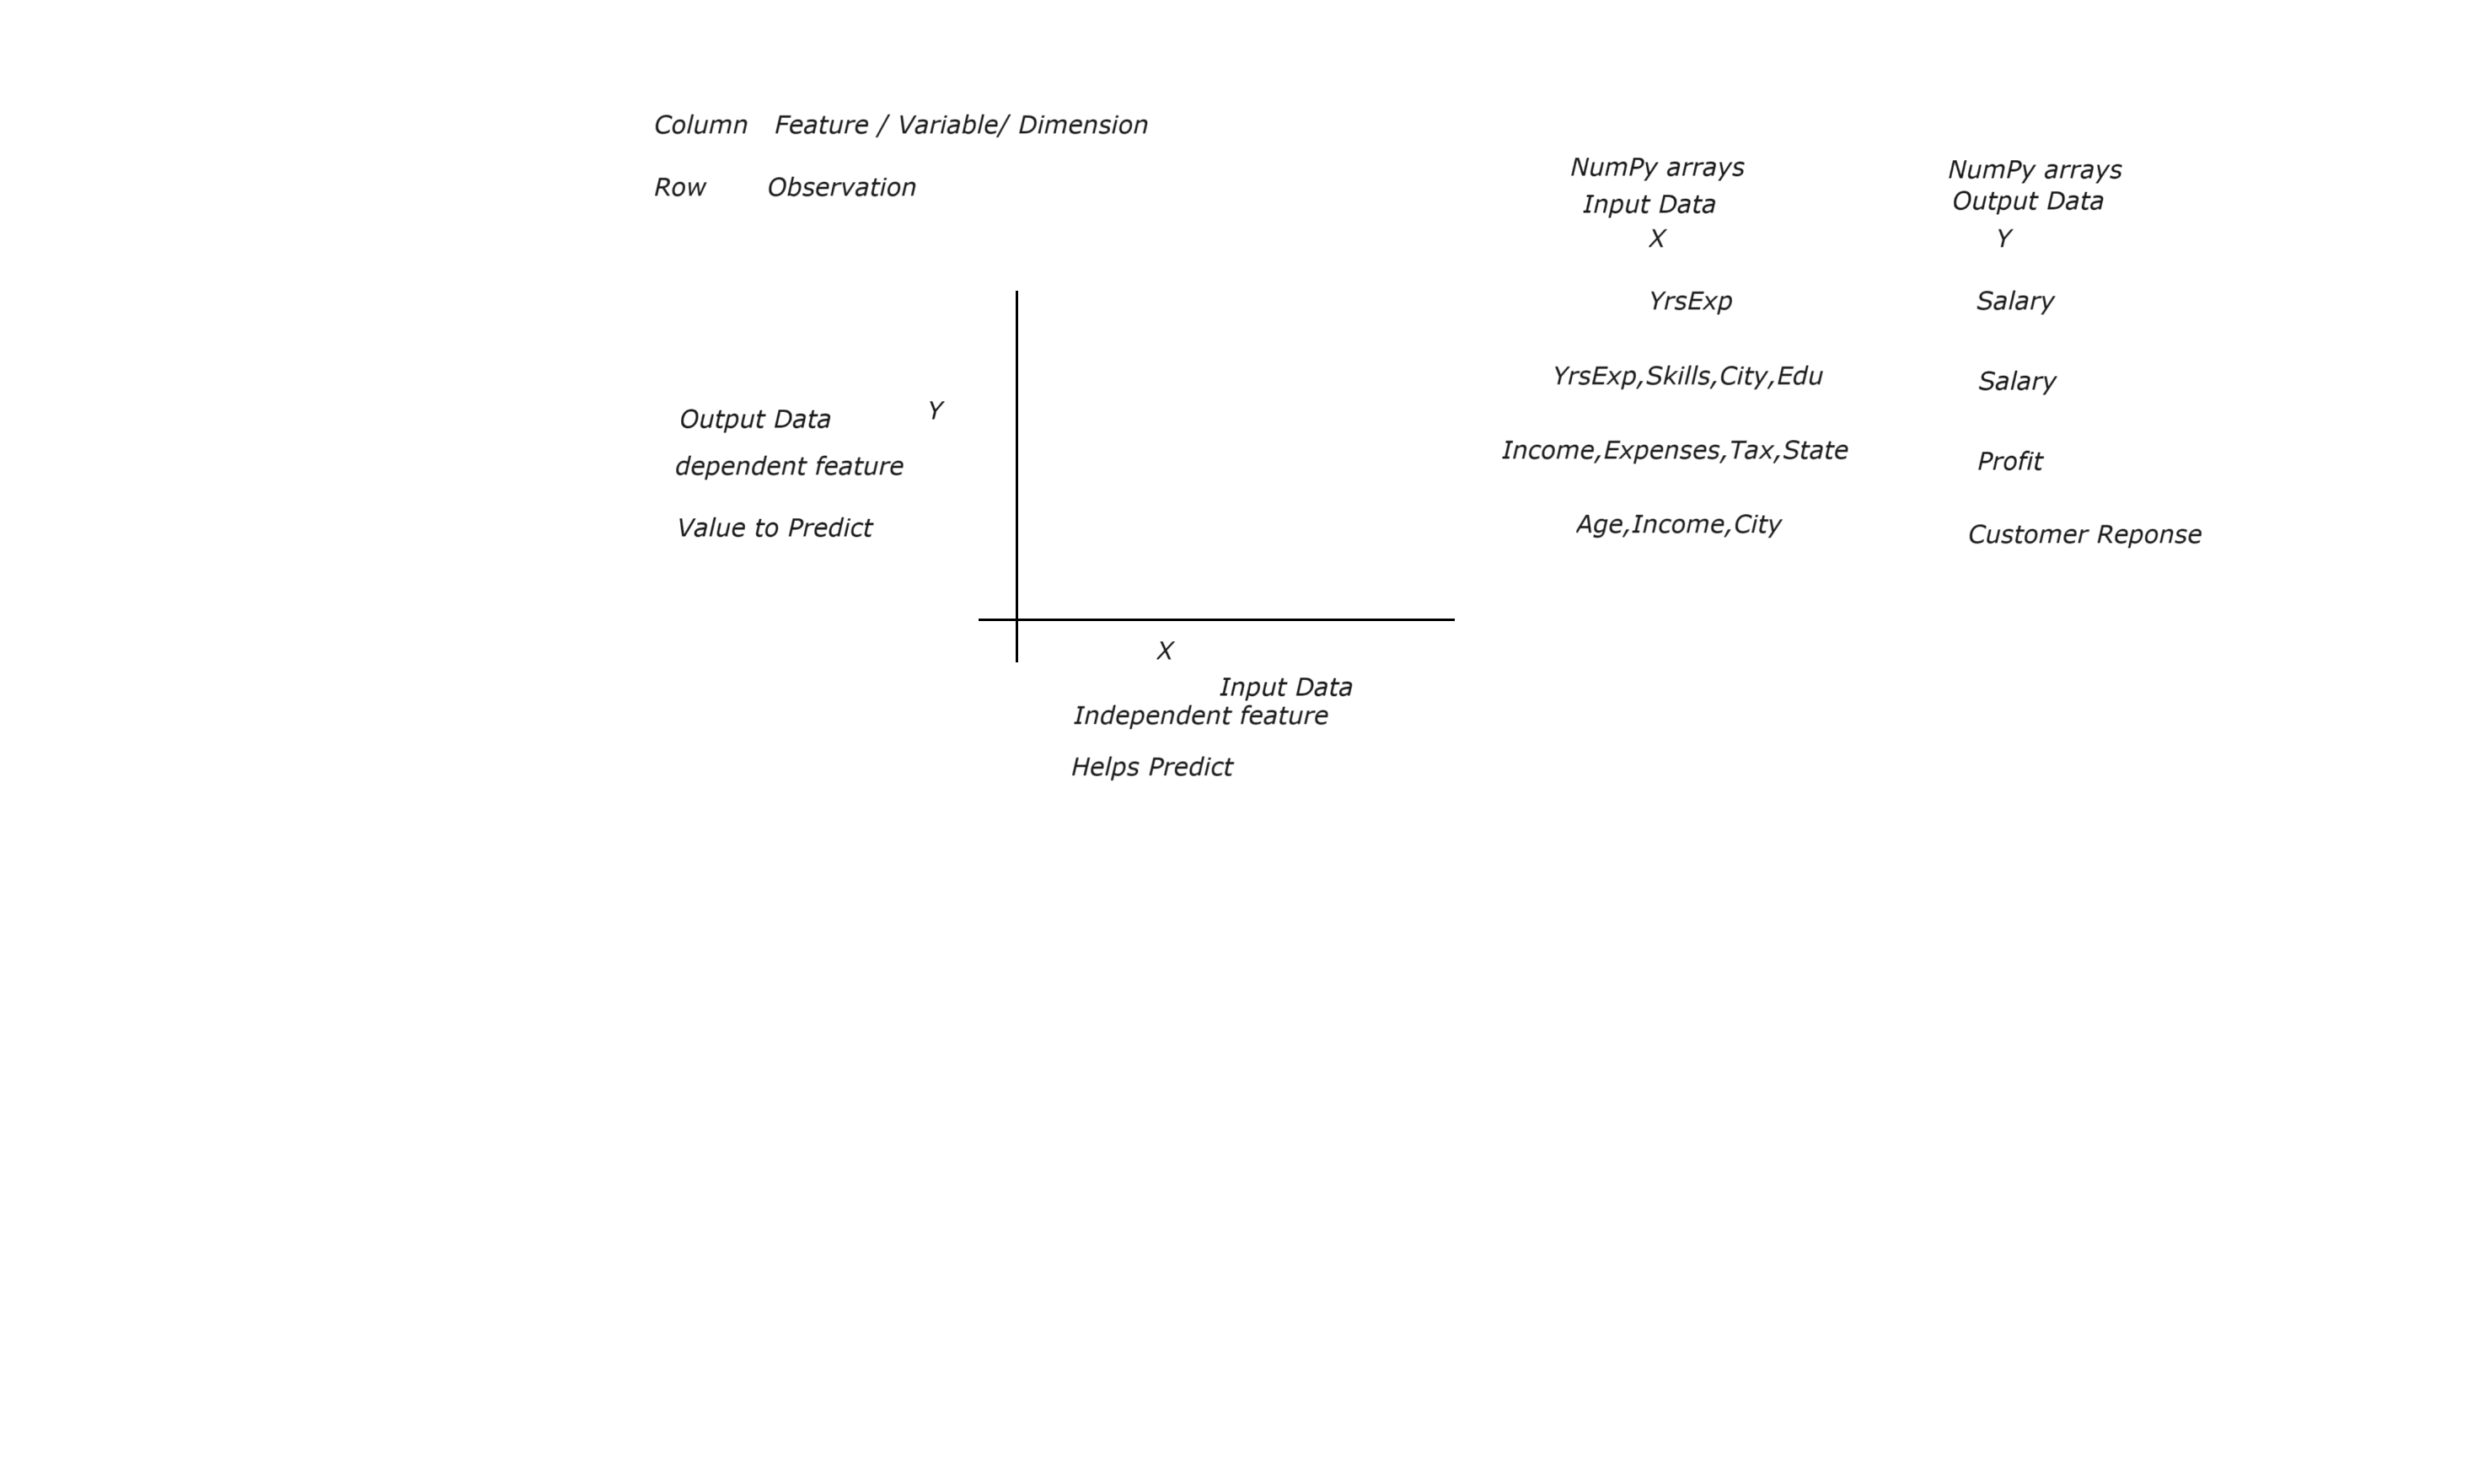 Column Feature / Variable/ Dimension
Row Observation
NumPy arrays
Input Data
X
NumPy arrays
Output Data
Y
YrsExp Salary
YrsExp,Skills,City,Edu Salary
Income,Expenses,Tax,State Profit
Age,Income,City Customer Reponse
Y
Output Data
dependent feature
Value to Predict
X
Input Data
Independent feature
Helps Predict